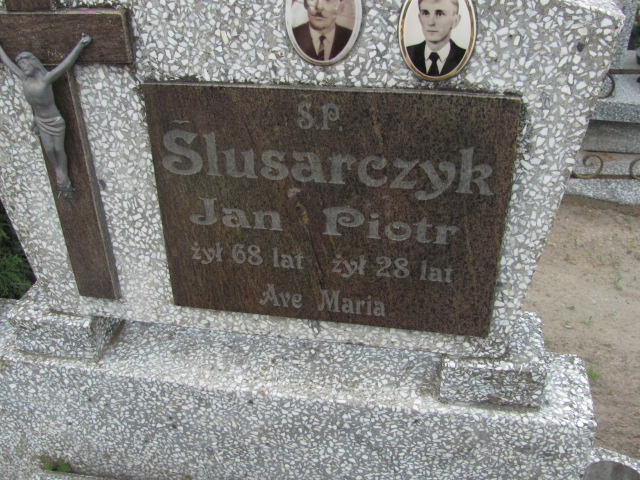 Ś.P.
Ślusarczyk
Jan Piotr
żył 68 lat żył 28 lat
Ave Maria